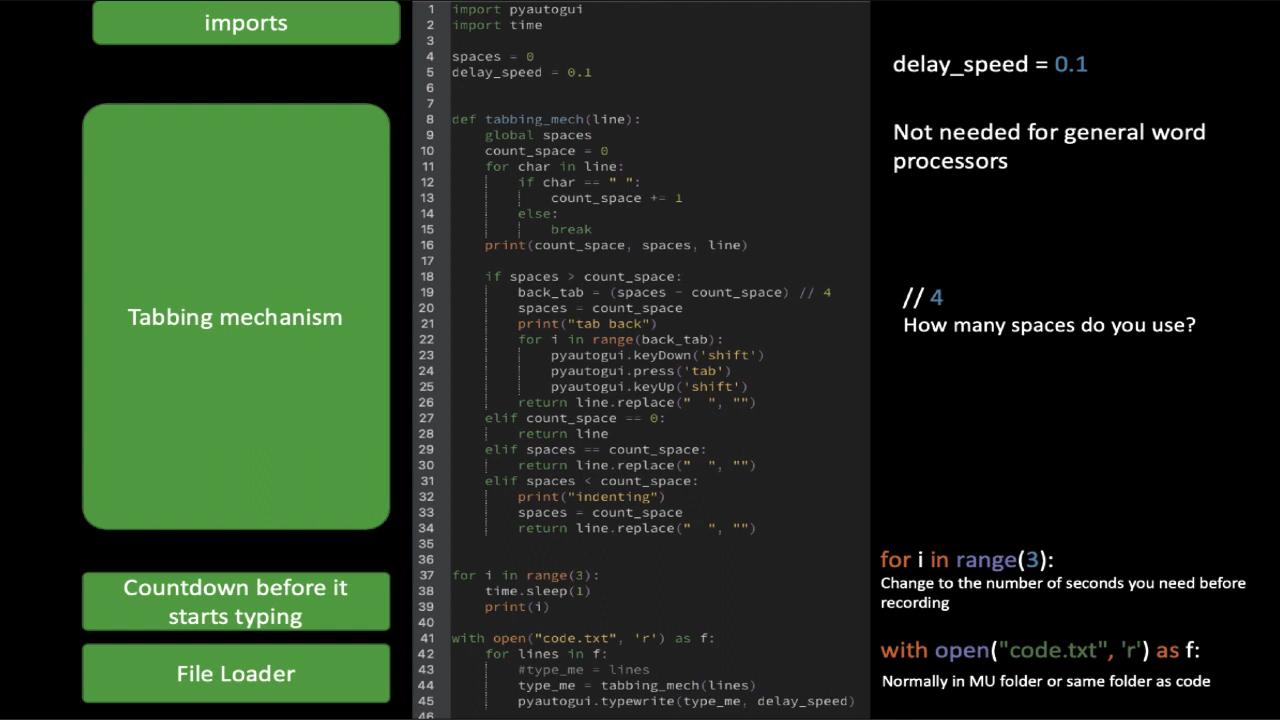 imports
Tabbing mechanism
Countdown before it
starts typing
File Loader
1 import pyautogui
2 import time
3
4 spaces = 0
5 delay_speed = 0.1
6
7
8 def tabbing_mech(line):
9     global spaces
10     count_space = 0
11     for char in line:
12         if char == " ":
13             count_space += 1
14         else:
15             break
16     print(count_space, spaces, line)
17
18     if spaces > count_space:
19         back_tab = (spaces - count_space) // 4
20         spaces = count_space
21         print("tab back")
22         for i in range(back_tab):
23             pyautogui.keyDown('shift')
24             pyautogui.press('tab')
25             pyautogui.keyUp('shift')
26         return line.replace("  ", "")
27     elif count_space == 0:
28         return line
29     elif spaces == count_space:
30         return line.replace("  ", "")
31     elif spaces < count_space:
32         print("indenting")
33         spaces = count_space
34         return line.replace("  ", "")
35
36
37 for i in range(3):
38     time.sleep(1)
39     print(i)
40
41 with open("code.txt", 'r') as f:
42     for lines in f:
43         #type_me = lines
44         type_me = tabbing_mech(lines)
45         pyautogui.typewrite(type_me, delay_speed)
46
delay_speed = 0.1
Not needed for general word
processors
// 4
How many spaces do you use?
for i in range(3):
Change to the number of seconds you need before
recording
with open("code.txt", 'r') as f:
Normally in MU folder or same folder as code